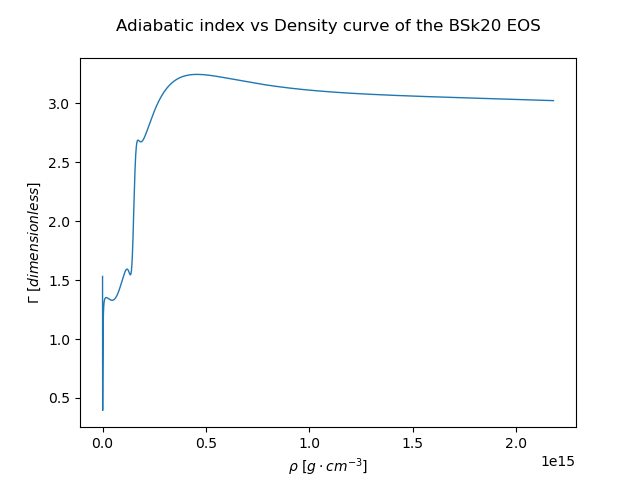 Adiabatic index vs Density curve of the BSk20 EOS
3.0
2.5
2.0
1.5
1.0
0.5
Γ [dimensionless]
0.0 0.5 1.0 1.5 2.0
1e15
ρ [g · cm⁻³]